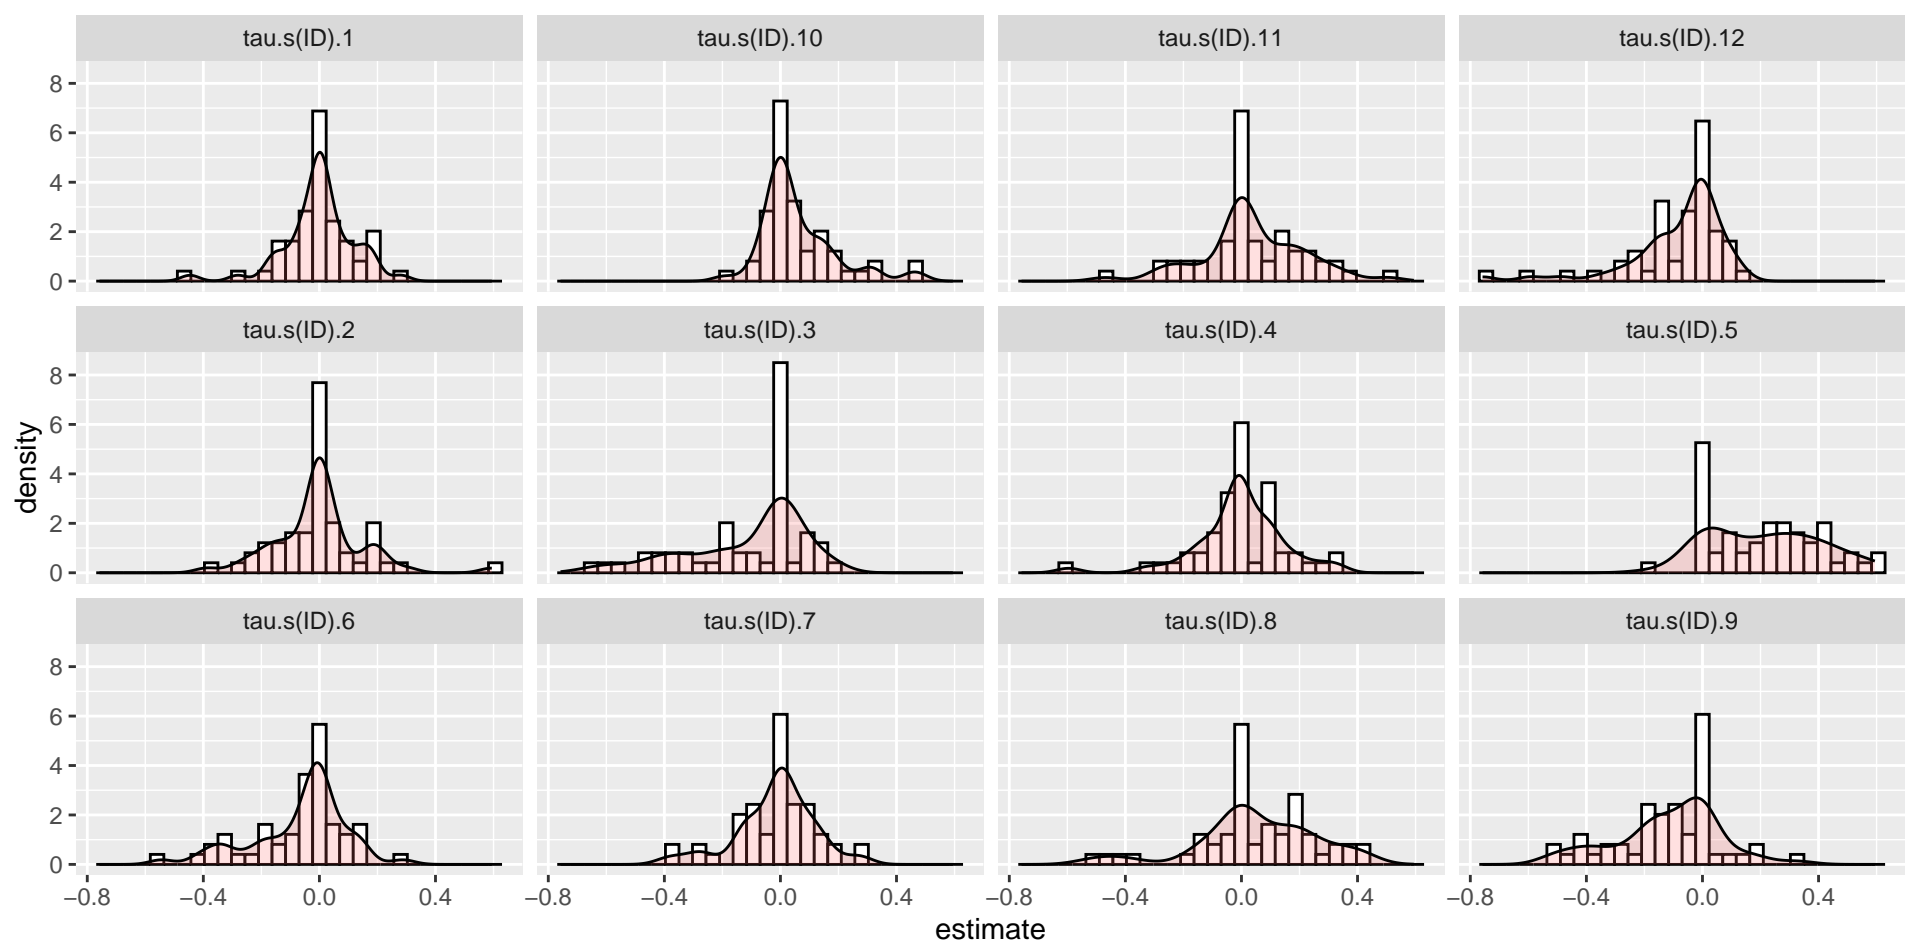 tau.s(ID).1 tau.s(ID).10 tau.s(ID).11 tau.s(ID).12
8
6
4
2
0
tau.s(ID).2 tau.s(ID).3 tau.s(ID).4 tau.s(ID).5
8
6
4
2
0
density
tau.s(ID).6 tau.s(ID).7 tau.s(ID).8 tau.s(ID).9
8
6
4
2
0
−0.8 −0.4 0.0 0.4 −0.8 −0.4 0.0 0.4 −0.8 −0.4 0.0 0.4 −0.8 −0.4 0.0 0.4
estimate